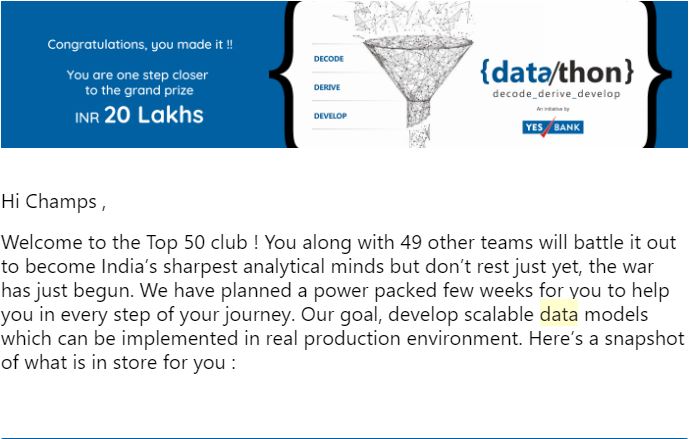 Congratulations, you made it !!
You are one step closer
to the grand prize
INR 20 Lakhs
DECODE
DERIVE
DEVELOP
{data/thon}
decode_derive_develop
An initiative by
YES BANK
Hi Champs ,
Welcome to the Top 50 club ! You along with 49 other teams will battle it out
to become India’s sharpest analytical minds but don’t rest just yet, the war
has just begun. We have planned a power packed few weeks for you to help
you in every step of your journey. Our goal, develop scalable data models
which can be implemented in real production environment. Here’s a snapshot
of what is in store for you :